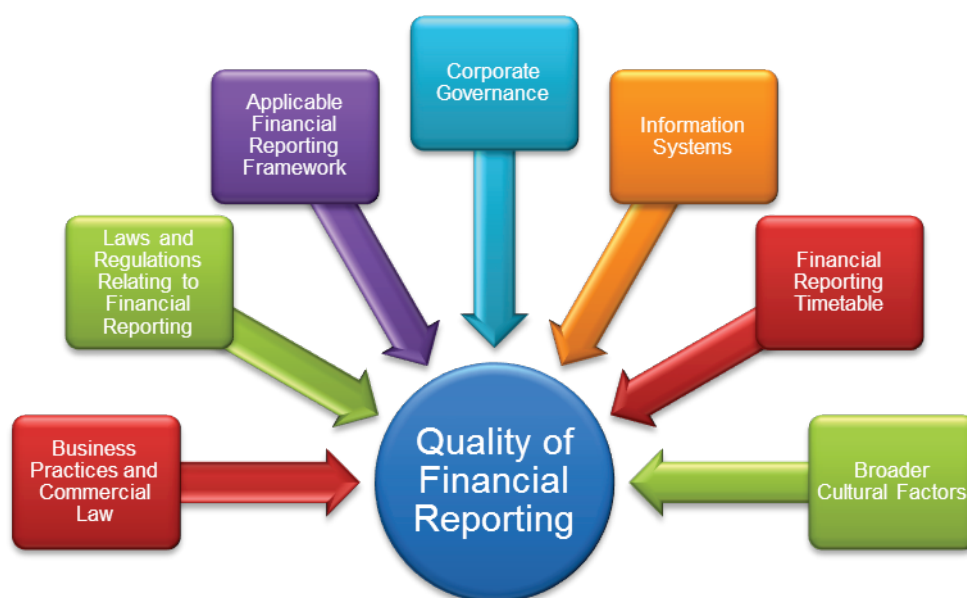 Corporate
Governance
Applicable
Financial
Reporting
Framework
Information
Systems
Laws and
Regulations
Relating to
Financial
Reporting
Financial
Reporting
Timetable
Business
Practices and
Commercial
Law
Quality of
Financial
Reporting
Broader
Cultural Factors